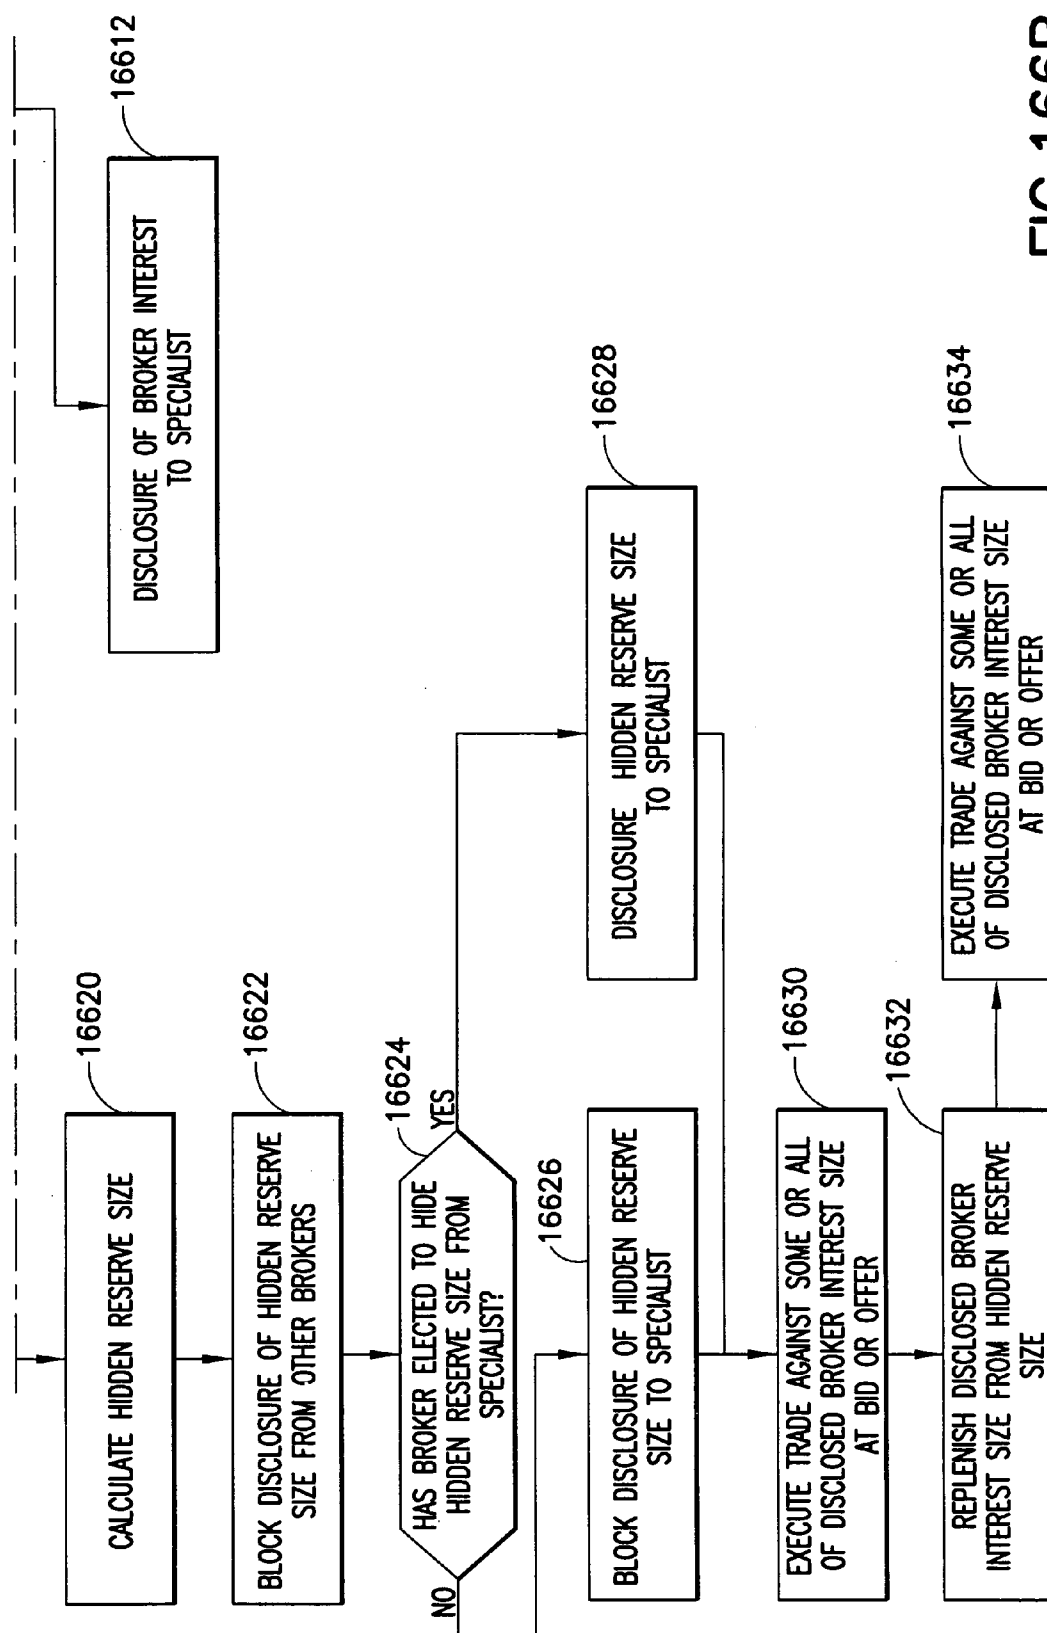 16612
DISCLOSURE OF BROKER INTEREST
TO SPECIALIST
16620
CALCULATE HIDDEN RESERVE SIZE
16622
BLOCK DISCLOSURE OF HIDDEN RESERVE
SIZE FROM OTHER BROKERS
16624
HAS BROKER ELECTED TO HIDE
HIDDEN RESERVE SIZE FROM
SPECIALIST?
YES
NO
16626
BLOCK DISCLOSURE OF HIDDEN RESERVE
SIZE TO SPECIALIST
16628
DISCLOSURE HIDDEN RESERVE SIZE
TO SPECIALIST
16630
EXECUTE TRADE AGAINST SOME OR ALL
OF DISCLOSED BROKER INTEREST SIZE
AT BID OR OFFER
16632
REPLENISH DISCLOSED BROKER
INTEREST SIZE FROM HIDDEN RESERVE
SIZE
16634
EXECUTE TRADE AGAINST SOME OR ALL
OF DISCLOSED BROKER INTEREST SIZE
AT BID OR OFFER
FIG. 166B